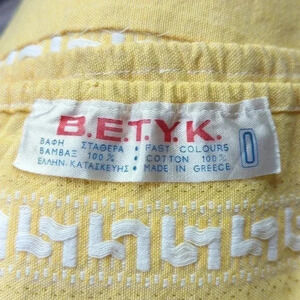 B.E.T.Y.K.
ΒΑΦΗ ΣΤΑΘΕΡΑ • FAST COLOURS
ΒΑΜΒΑΞ 100% • COTTON 100%
ΕΛΛΗΝ. ΚΑΤΑΣΚΕΥΗΣ • MADE IN GREECE
0